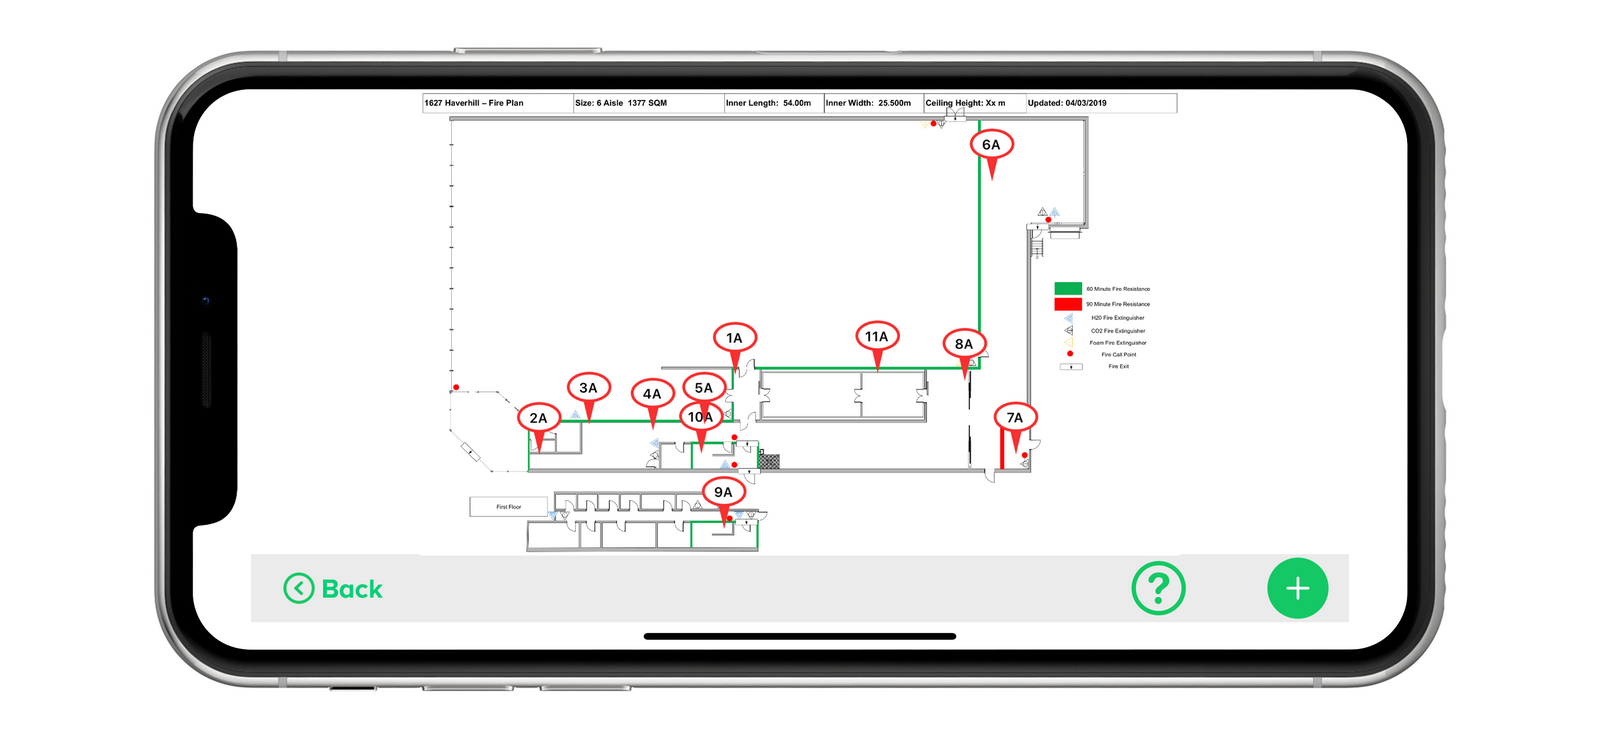 1627 Haverhill – Fire Plan
Size: 6 Aisle 1377 SQM
Inner Length: 54.00m
Inner Width: 25.500m
Ceiling Height: Xx m
Updated: 04/03/2019
6A
60 Minute Fire Resistance
90 Minute Fire Resistance
H20 Fire Extinguisher
CO2 Fire Extinguisher
Foam Fire Extinguisher
Fire Call Point
Fire Exit
1A
11A
8A
3A
4A
5A
2A
10A
7A
9A
First Floor
Back
?
+